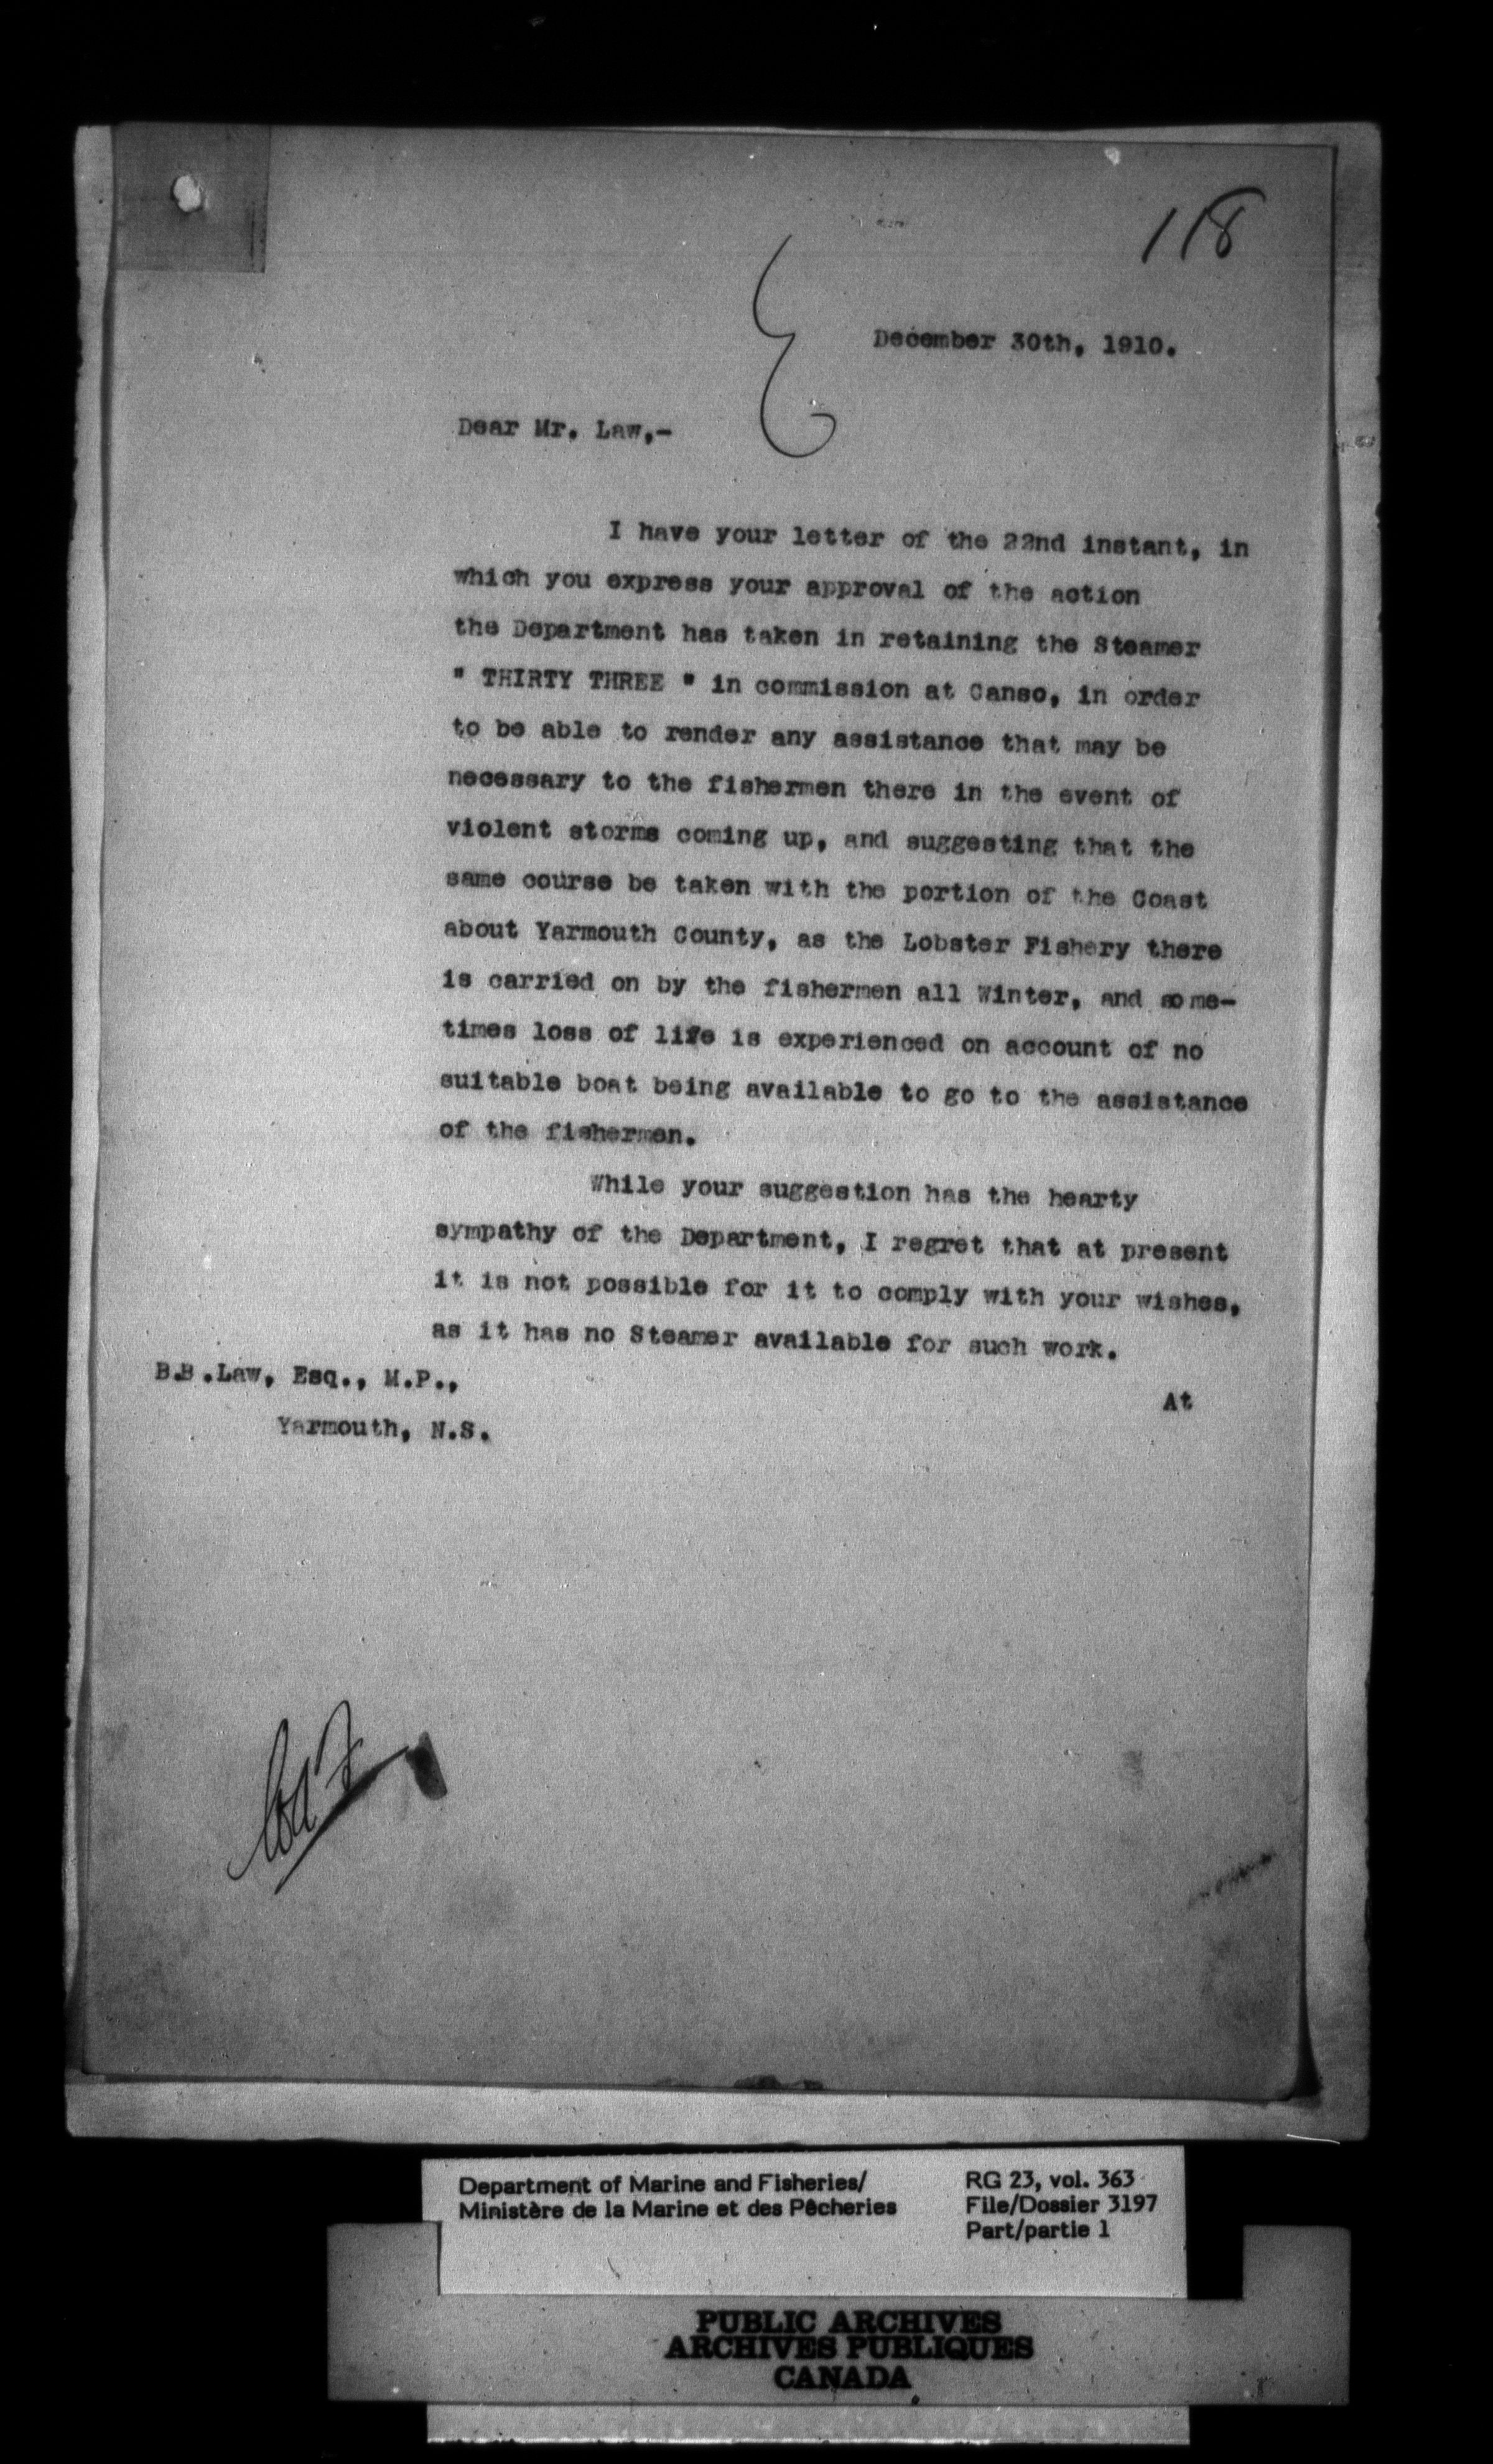 118
December 30th, 1910.
Dear Mr. Law,-
I have your letter of the 22nd instant, in
which you express your approval of the action
the Department has taken in retaining the Steamer
" THIRTY THREE " in commission at Canso, in order
to be able to render any assistance that may be
necessary to the fishermen there in the event of
violent storms coming up, and suggesting that the
same course be taken with the portion of the Coast
about Yarmouth County, as the Lobster Fishery there
is carried on by the fishermen all Winter, and some-
times loss of life is experienced on account of no
suitable boat being available to go to the assistance
of the fishermen.
While your suggestion has the hearty
sympathy of the Department, I regret that at present
it is not possible for it to comply with your wishes,
as it has no Steamer available for such work.
B.B.Law, Esq., M.P.,
At
Yarmouth, N.S.
Department of Marine and Fisheries/
Ministère de la Marine et des Pêcheries
RG 23, vol. 363
File/Dossier 3197
Part/partie 1
PUBLIC ARCHIVES
ARCHIVES PUBLIQUES
CANADA